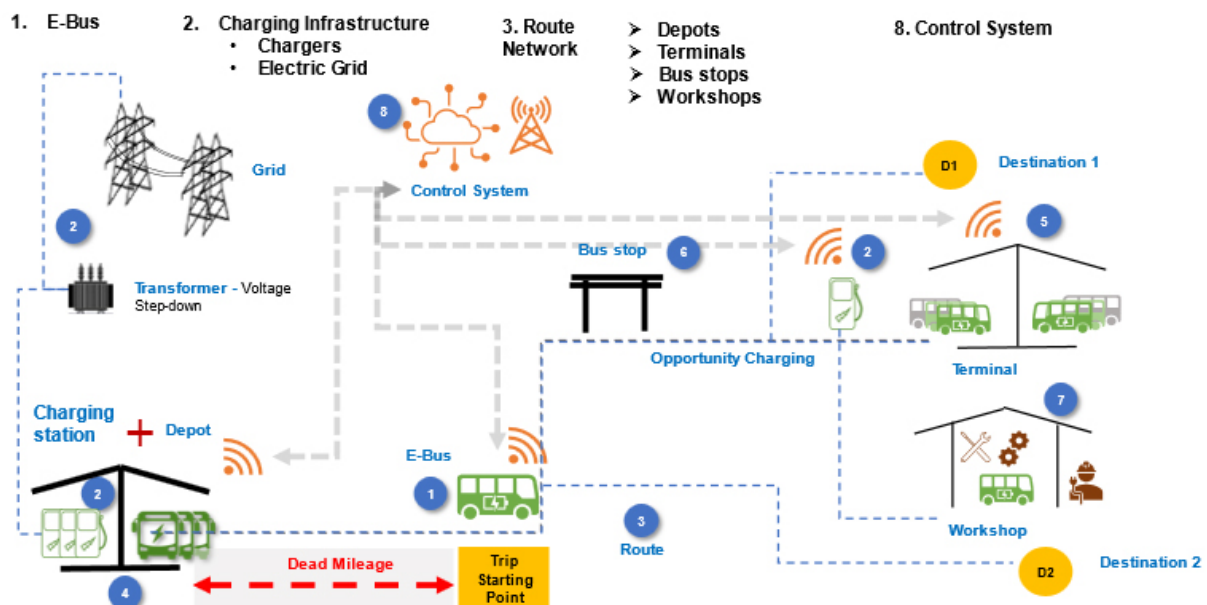 1. E-Bus
2. Charging Infrastructure
• Chargers
• Electric Grid
3. Route
Network
➢ Depots
➢ Terminals
➢ Bus stops
➢ Workshops
8. Control System
8
Grid
Control System
D1
Destination 1
2
5
Bus stop
6
2
Transformer - Voltage
Step-down
Opportunity Charging
Terminal
Charging
station
+
Depot
7
E-Bus
2
1
3
Route
Workshop
Dead Mileage
Trip
Starting
Point
D2
Destination 2
4